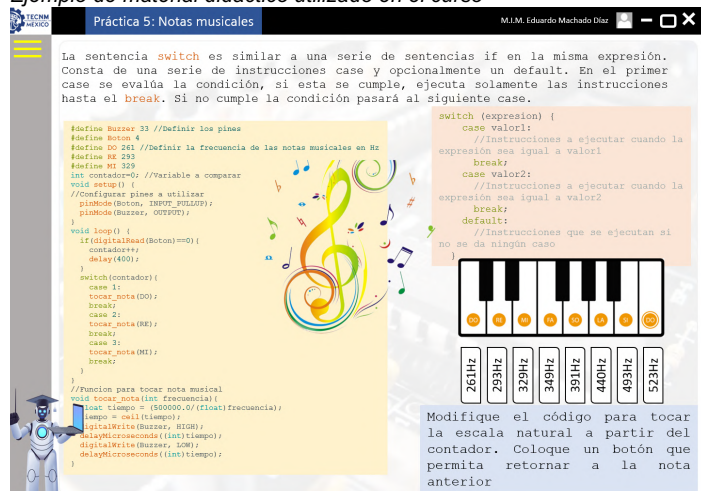 Ejemplo de material didáctico utilizado en el curso
TECNM
MÉXICO
Práctica 5: Notas musicales
M.I.M. Eduardo Machado Díaz
La sentencia switch es similar a una serie de sentencias if en la misma expresión.
Consta de una serie de instrucciones case y opcionalmente un default. En el primer
case se evalúa la condición, si esta se cumple, ejecuta solamente las instrucciones
hasta el break. Si no cumple la condición pasará al siguiente case.
#define Buzzer 33 //Definir los pines
#define Boton 4
#define DO 261 //Definir la frecuencia de las notas musicales en Hz
#define RE 293
#define MI 329
int contador=0; //Variable a comparar
void setup() {
//Configurar pines a utilizar
pinMode(Boton, INPUT_PULLUP);
pinMode(Buzzer, OUTPUT);
}
void loop() {
if(digitalRead(Boton)==0){
contador++;
delay(400);
}
switch(contador){
case 1:
tocar_nota(DO);
break;
case 2:
tocar_nota(RE);
break;
case 3:
tocar_nota(MI);
break;
}
}
//Funcion para tocar nota musical
void tocar_nota(int frecuencia){
float tiempo = (500000.0/(float)frecuencia);
tiempo = ceil(tiempo);
digitalWrite(Buzzer, HIGH);
delayMicroseconds((int)tiempo);
digitalWrite(Buzzer, LOW);
delayMicroseconds((int)tiempo);
}
switch (expresion) {
case valor1:
//Instrucciones a ejecutar cuando la
expresión sea igual a valor1
break;
case valor2:
//Instrucciones a ejecutar cuando la
expresión sea igual a valor2
break;
default:
//Instrucciones que se ejecutan si
no se da ningún caso
}
DO RE MI FA SO LA SI DO
261Hz 293Hz 329Hz 349Hz 391Hz 440Hz 493Hz 523Hz
Modifique el código para tocar
la escala natural a partir del
contador. Coloque un botón que
permita retornar a la nota
anterior